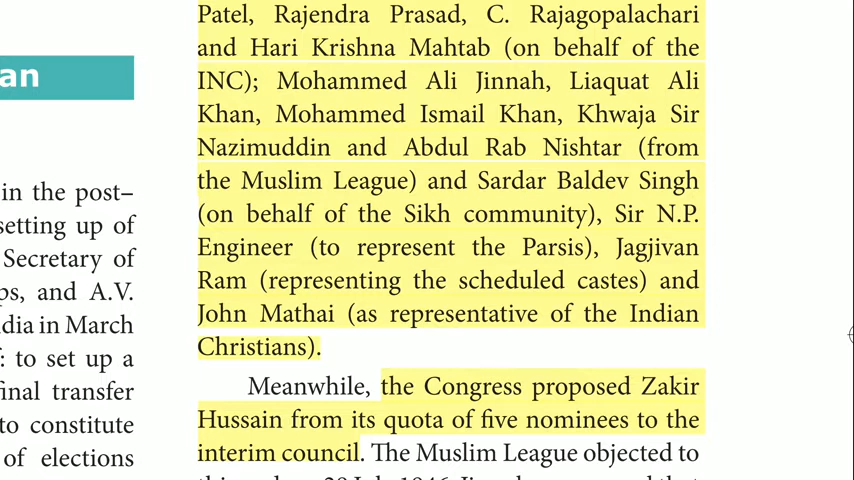 an
in the post–
setting up of
Secretary of
ps, and A.V.
dia in March
: to set up a
final transfer
to constitute
of elections
Patel, Rajendra Prasad, C. Rajagopalachari
and Hari Krishna Mahtab (on behalf of the
INC); Mohammed Ali Jinnah, Liaquat Ali
Khan, Mohammed Ismail Khan, Khwaja Sir
Nazimuddin and Abdul Rab Nishtar (from
the Muslim League) and Sardar Baldev Singh
(on behalf of the Sikh community), Sir N.P.
Engineer (to represent the Parsis), Jagjivan
Ram (representing the scheduled castes) and
John Mathai (as representative of the Indian
Christians).
Meanwhile, the Congress proposed Zakir
Hussain from its quota of five nominees to the
interim council. The Muslim League objected to